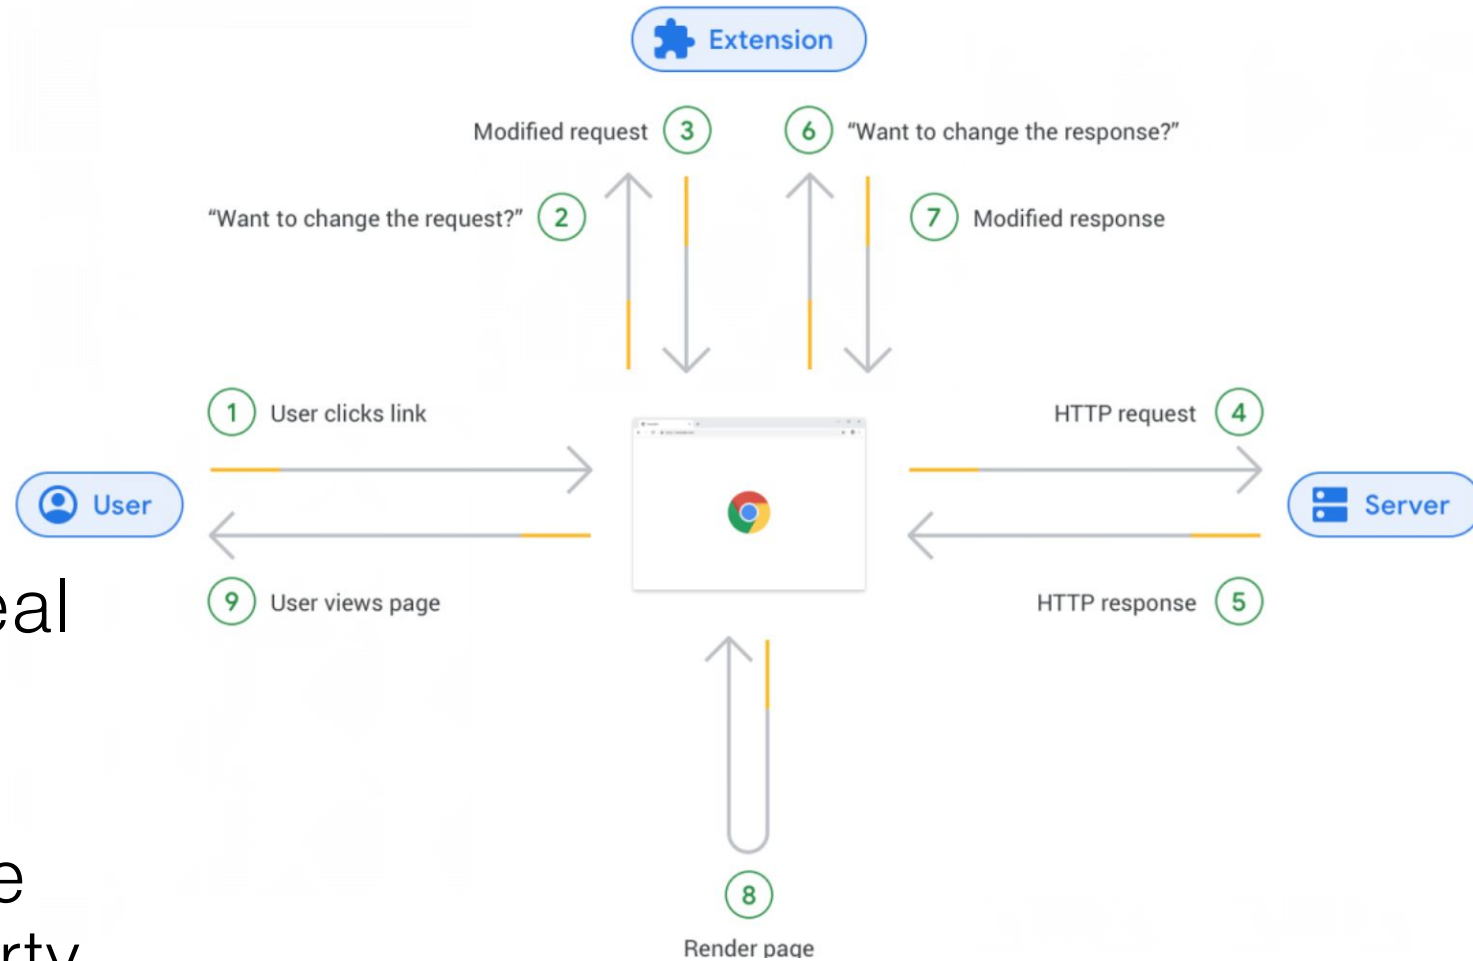 Extension
Modified request 3
6 “Want to change the response?”
“Want to change the request?” 2
7 Modified response
1 User clicks link
HTTP request 4
User
Server
9 User views page
HTTP response 5
eal
8
e
Render page
rty